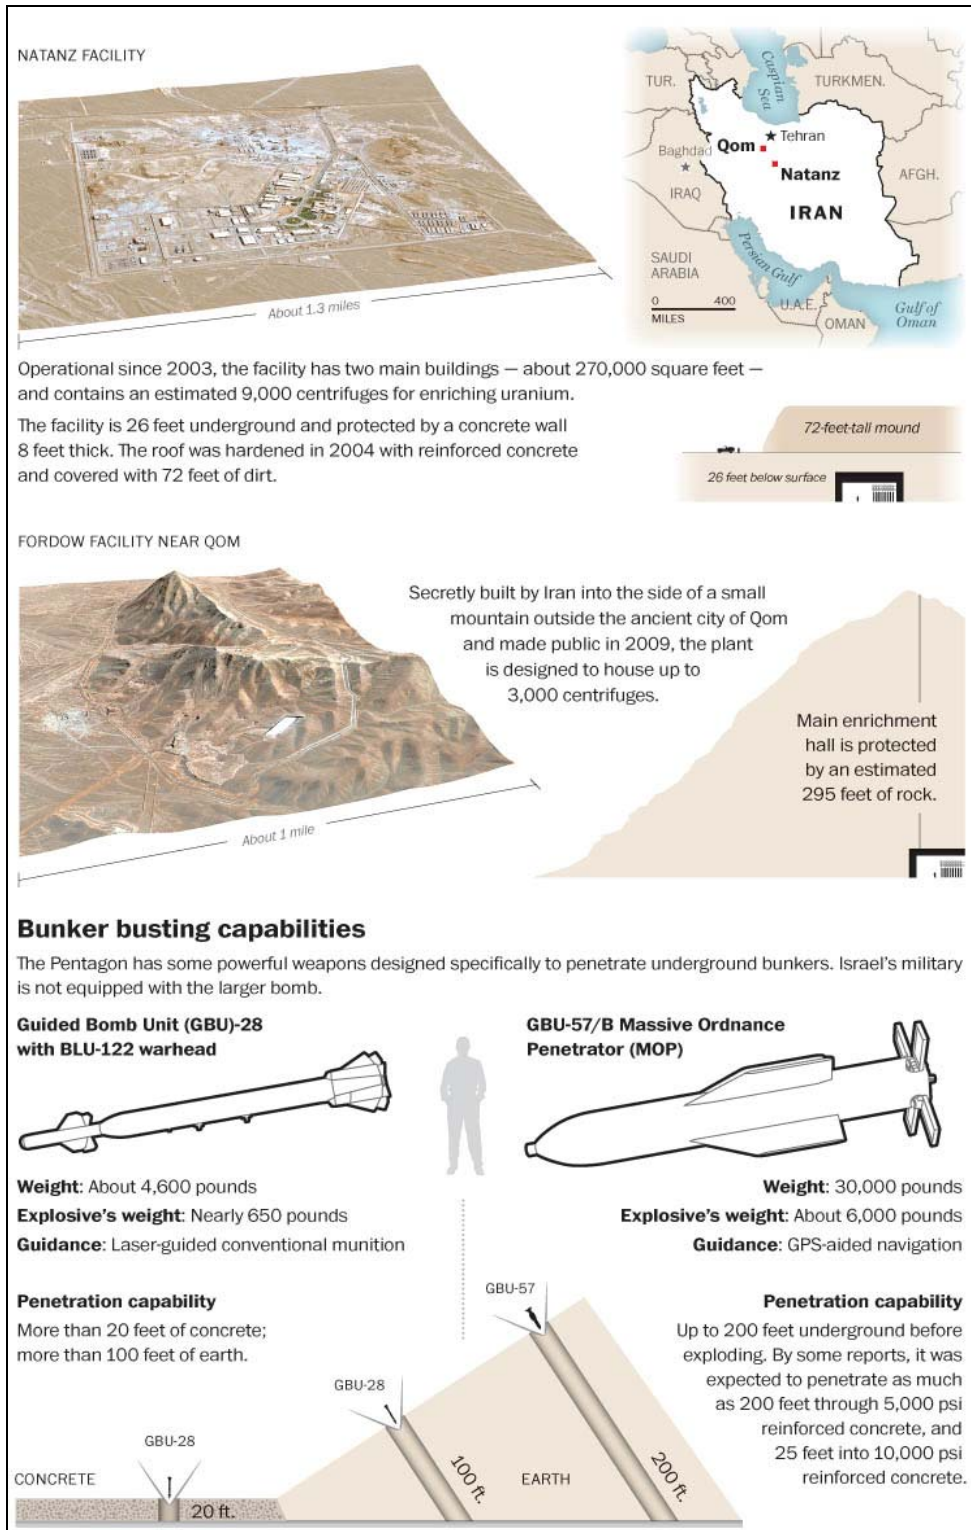 NATANZ FACILITY
TUR.
Caspian
Sea
TURKMEN.
Tehran
Qom
Baghdad
Natanz
AFGH.
IRAQ
IRAN
SAUDI
ARABIA
Persian Gulf
0 400
MILES
U.A.E.
OMAN
Gulf of
Oman
About 1.3 miles
Operational since 2003, the facility has two main buildings — about 270,000 square feet —
and contains an estimated 9,000 centrifuges for enriching uranium.
The facility is 26 feet underground and protected by a concrete wall
8 feet thick. The roof was hardened in 2004 with reinforced concrete
and covered with 72 feet of dirt.
72-feet-tall mound
26 feet below surface
FORDOW FACILITY NEAR QOM
Secretly built by Iran into the side of a small
mountain outside the ancient city of Qom
and made public in 2009, the plant
is designed to house up to
3,000 centrifuges.
Main enrichment
hall is protected
by an estimated
295 feet of rock.
About 1 mile
Bunker busting capabilities
The Pentagon has some powerful weapons designed specifically to penetrate underground bunkers. Israel's military
is not equipped with the larger bomb.
Guided Bomb Unit (GBU)-28
with BLU-122 warhead
Weight: About 4,600 pounds
Explosive's weight: Nearly 650 pounds
Guidance: Laser-guided conventional munition
Penetration capability
More than 20 feet of concrete;
more than 100 feet of earth.
GBU-57/B Massive Ordnance
Penetrator (MOP)
Weight: 30,000 pounds
Explosive's weight: About 6,000 pounds
Guidance: GPS-aided navigation
Penetration capability
Up to 200 feet underground before
exploding. By some reports, it was
expected to penetrate as much
as 200 feet through 5,000 psi
reinforced concrete, and
25 feet into 10,000 psi
reinforced concrete.
GBU-57
GBU-28
GBU-28
CONCRETE
20 ft.
100 ft.
EARTH
200 ft.